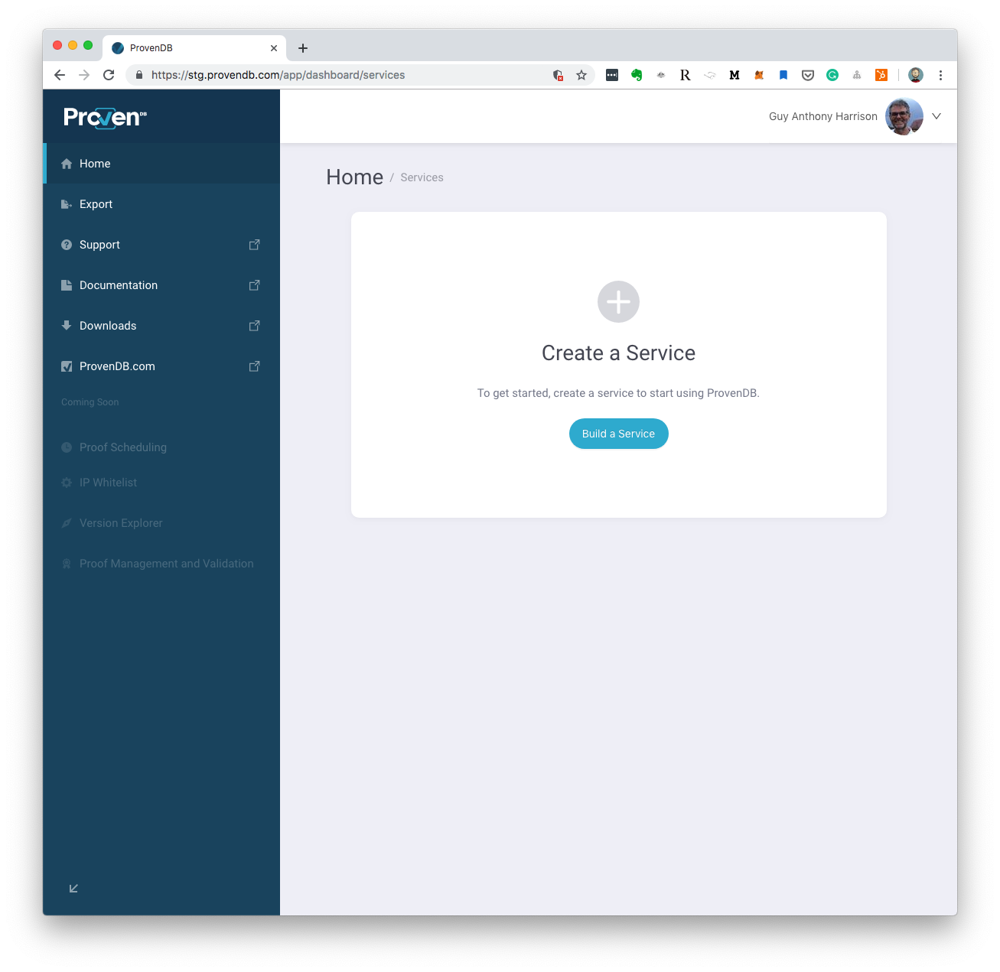 ProvenDB
https://stg.provendb.com/app/dashboard/services
R
M
G
Proven DB
Guy Anthony Harrison
Home
Export
Support
Documentation
Downloads
ProvenDB.com
Coming Soon
Proof Scheduling
IP Whitelist
Version Explorer
Proof Management and Validation
Home / Services
Create a Service
To get started, create a service to start using ProvenDB.
Build a Service